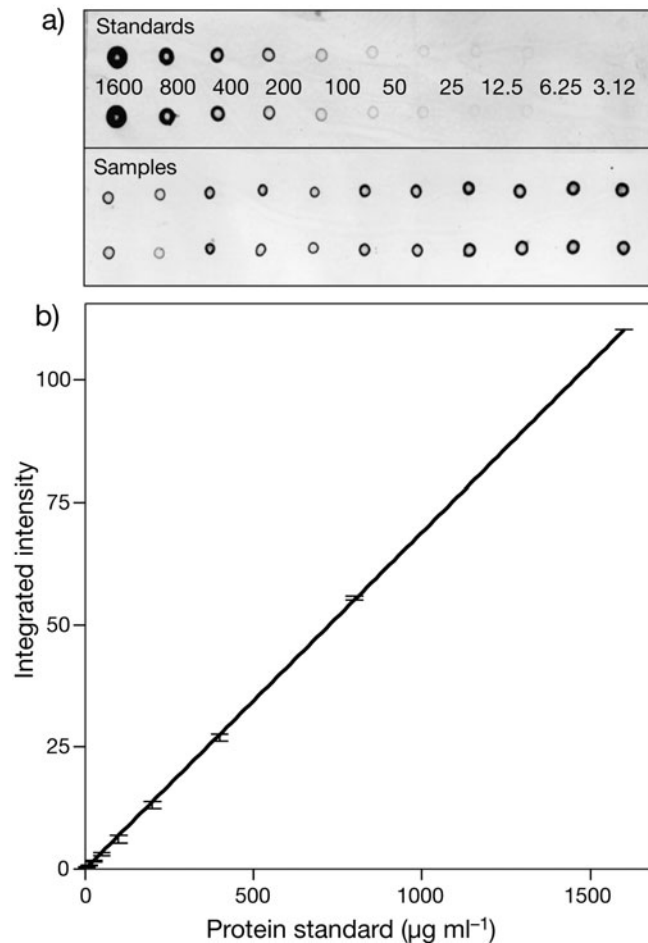 a)
Standards
1600 800 400 200 100 50 25 12.5 6.25 3.12
Samples
b)
100
75
50
25
0
Integrated intensity
0 500 1000 1500
Protein standard (µg ml⁻¹)